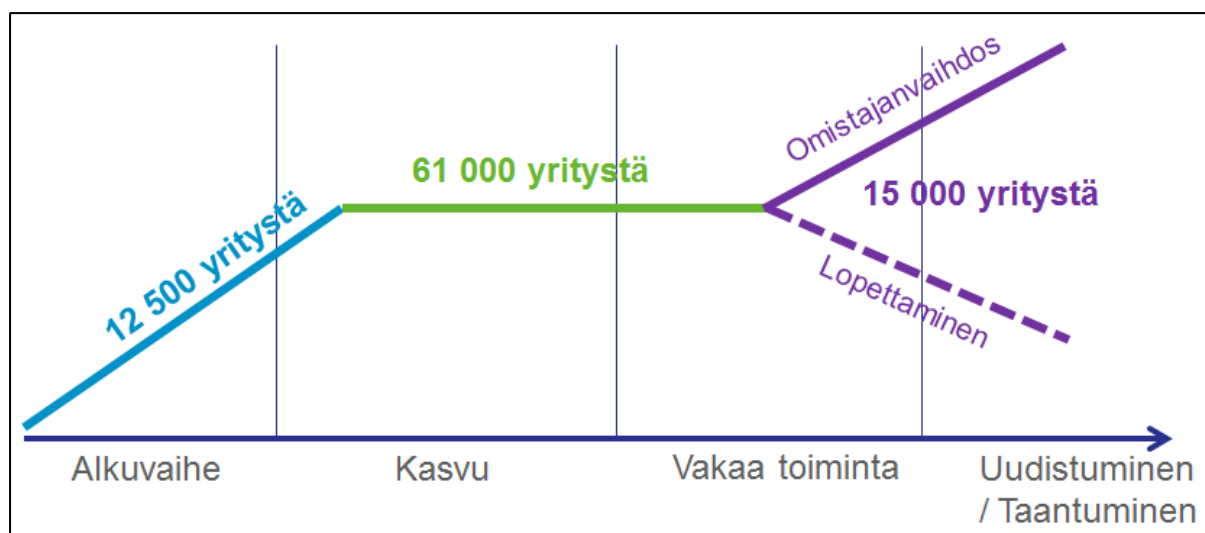 Omistajanvaihdos
61 000 yritystä
15 000 yritystä
12 500 yritystä
Lopettaminen
Alkuvaihe
Kasvu
Vakaa toiminta
Uudistuminen
/ Taantuminen